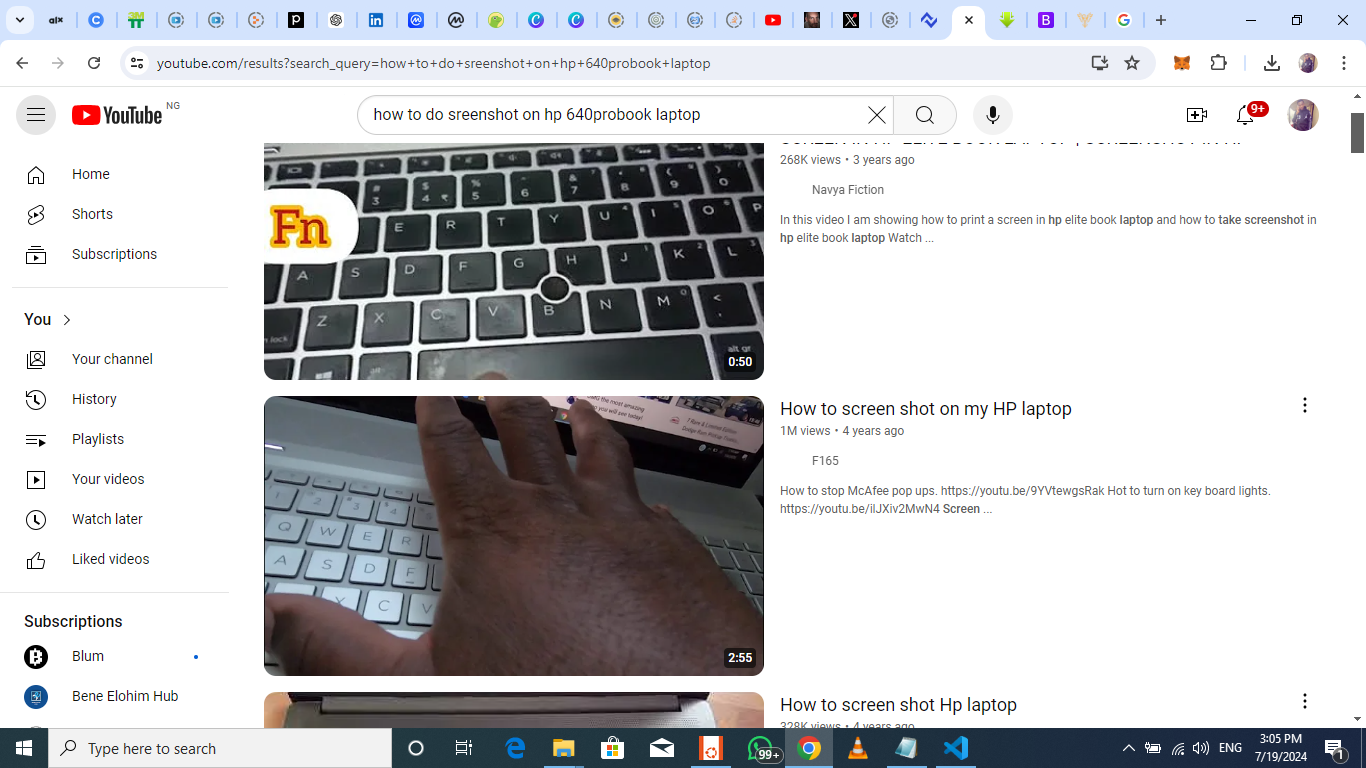 alx
youtube.com/results?search_query=how+to+do+sreenshot+on+hp+640probook+laptop
YouTube NG
how to do sreenshot on hp 640probook laptop
9+
Home
Shorts
Subscriptions
You
Your channel
History
Playlists
Your videos
Watch later
Liked videos
Subscriptions
Blum
Bene Elohim Hub
Fn
0:50
268K views • 3 years ago
Navya Fiction
In this video I am showing how to print a screen in hp elite book laptop and how to take screenshot in
hp elite book laptop Watch ...
2:55
How to screen shot on my HP laptop
1M views • 4 years ago
F165
How to stop McAfee pop ups. https://youtu.be/9YVtewgsRak Hot to turn on key board lights.
https://youtu.be/ilJXiv2MwN4 Screen ...
How to screen shot Hp laptop
328K views • 4 years ago
Type here to search
99+
ENG
3:05 PM
7/19/2024
1